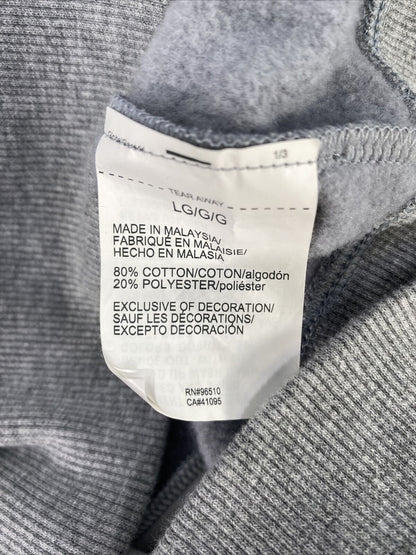 1/3
TEAR AWAY
LG/G/G
MADE IN MALAYSIA/
FABRIQUÉ EN MALAISIE/
HECHO EN MALASIA
80% COTTON/COTON/algodón
20% POLYESTER/poliéster
EXCLUSIVE OF DECORATION/
SAUF LES DÉCORATIONS/
EXCEPTO DECORACIÓN
RN#96510
CA#41095